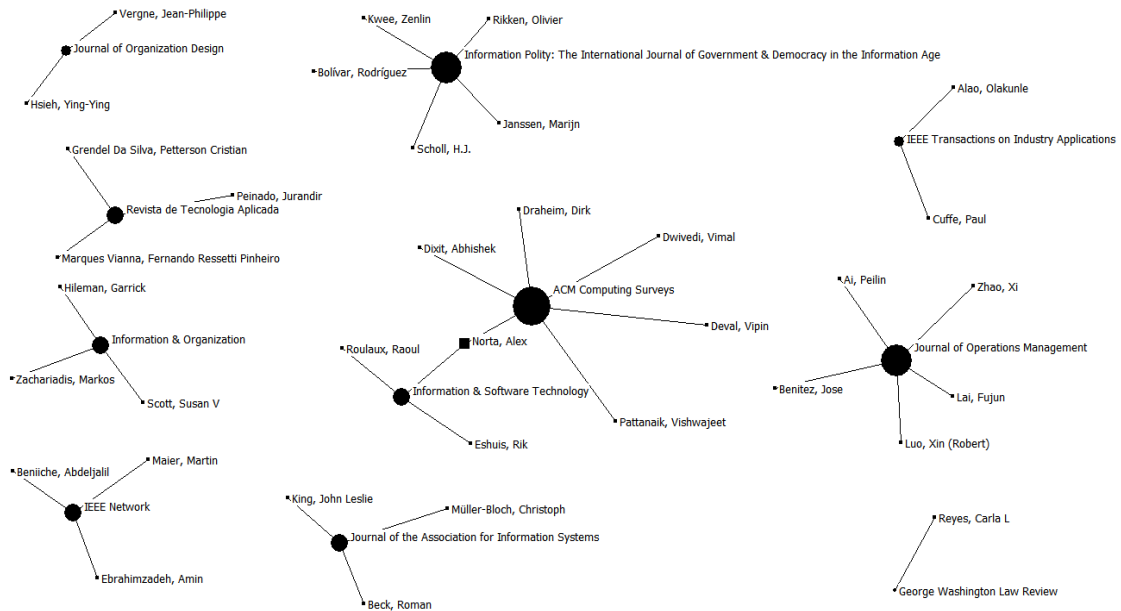 Vergne, Jean-Philippe
Journal of Organization Design
Hsieh, Ying-Ying
Kwee, Zenlin
Rikken, Olivier
Information Polity: The International Journal of Government & Democracy in the Information Age
Bolívar, Rodríguez
Janssen, Marijn
Scholl, H.J.
Alao, Olakunle
IEEE Transactions on Industry Applications
Cuffe, Paul
Grendel Da Silva, Petterson Cristian
Peinado, Jurandir
Revista de Tecnologia Aplicada
Marques Vianna, Fernando Ressetti Pinheiro
Draheim, Dirk
Dixit, Abhishek
Dwivedi, Vimal
ACM Computing Surveys
Deval, Vipin
Norta, Alex
Roulaux, Raoul
Information & Software Technology
Pattanaik, Vishwajeet
Eshuis, Rik
Hileman, Garrick
Information & Organization
Zachariadis, Markos
Scott, Susan V
Ai, Peilin
Zhao, Xi
Journal of Operations Management
Benitez, Jose
Lai, Fujun
Luo, Xin (Robert)
Maier, Martin
Beniiche, Abdeljalil
IEEE Network
Ebrahimzadeh, Amin
King, John Leslie
Müller-Bloch, Christoph
Journal of the Association for Information Systems
Beck, Roman
Reyes, Carla L
George Washington Law Review